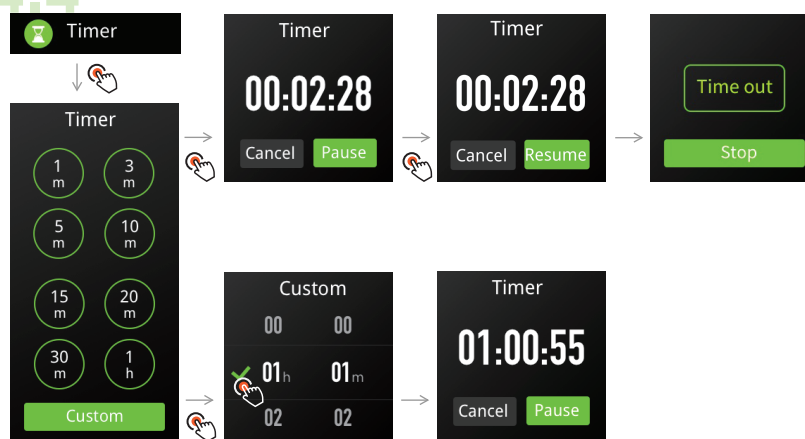 Timer
Timer
1
m
3
m
5
m
10
m
15
m
20
m
30
m
1
h
Custom
Timer
00:02:28
Cancel Pause
Timer
00:02:28
Cancel Resume
Time out
Stop
Custom
00 00
01h 01m
02 02
Timer
01:00:55
Cancel Pause